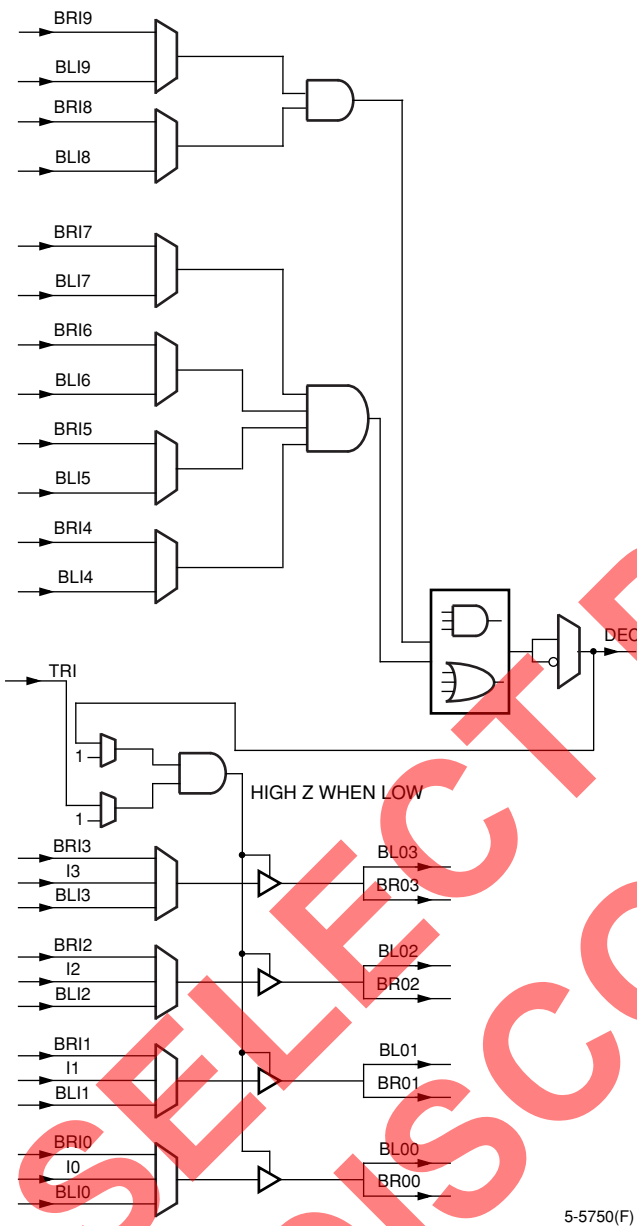 BRI9
BLI9
BRI8
BLI8
BRI7
BLI7
BRI6
BLI6
BRI5
BLI5
BRI4
BLI4
DEC
TRI
1
1
HIGH Z WHEN LOW
BRI3
I3
BLI3
BL03
BR03
BRI2
I2
BLI2
BL02
BR02
BRI1
I1
BLI1
BL01
BR01
BRI0
I0
BLI0
BL00
BR00
5-5750(F)
SELECT D
DISCO